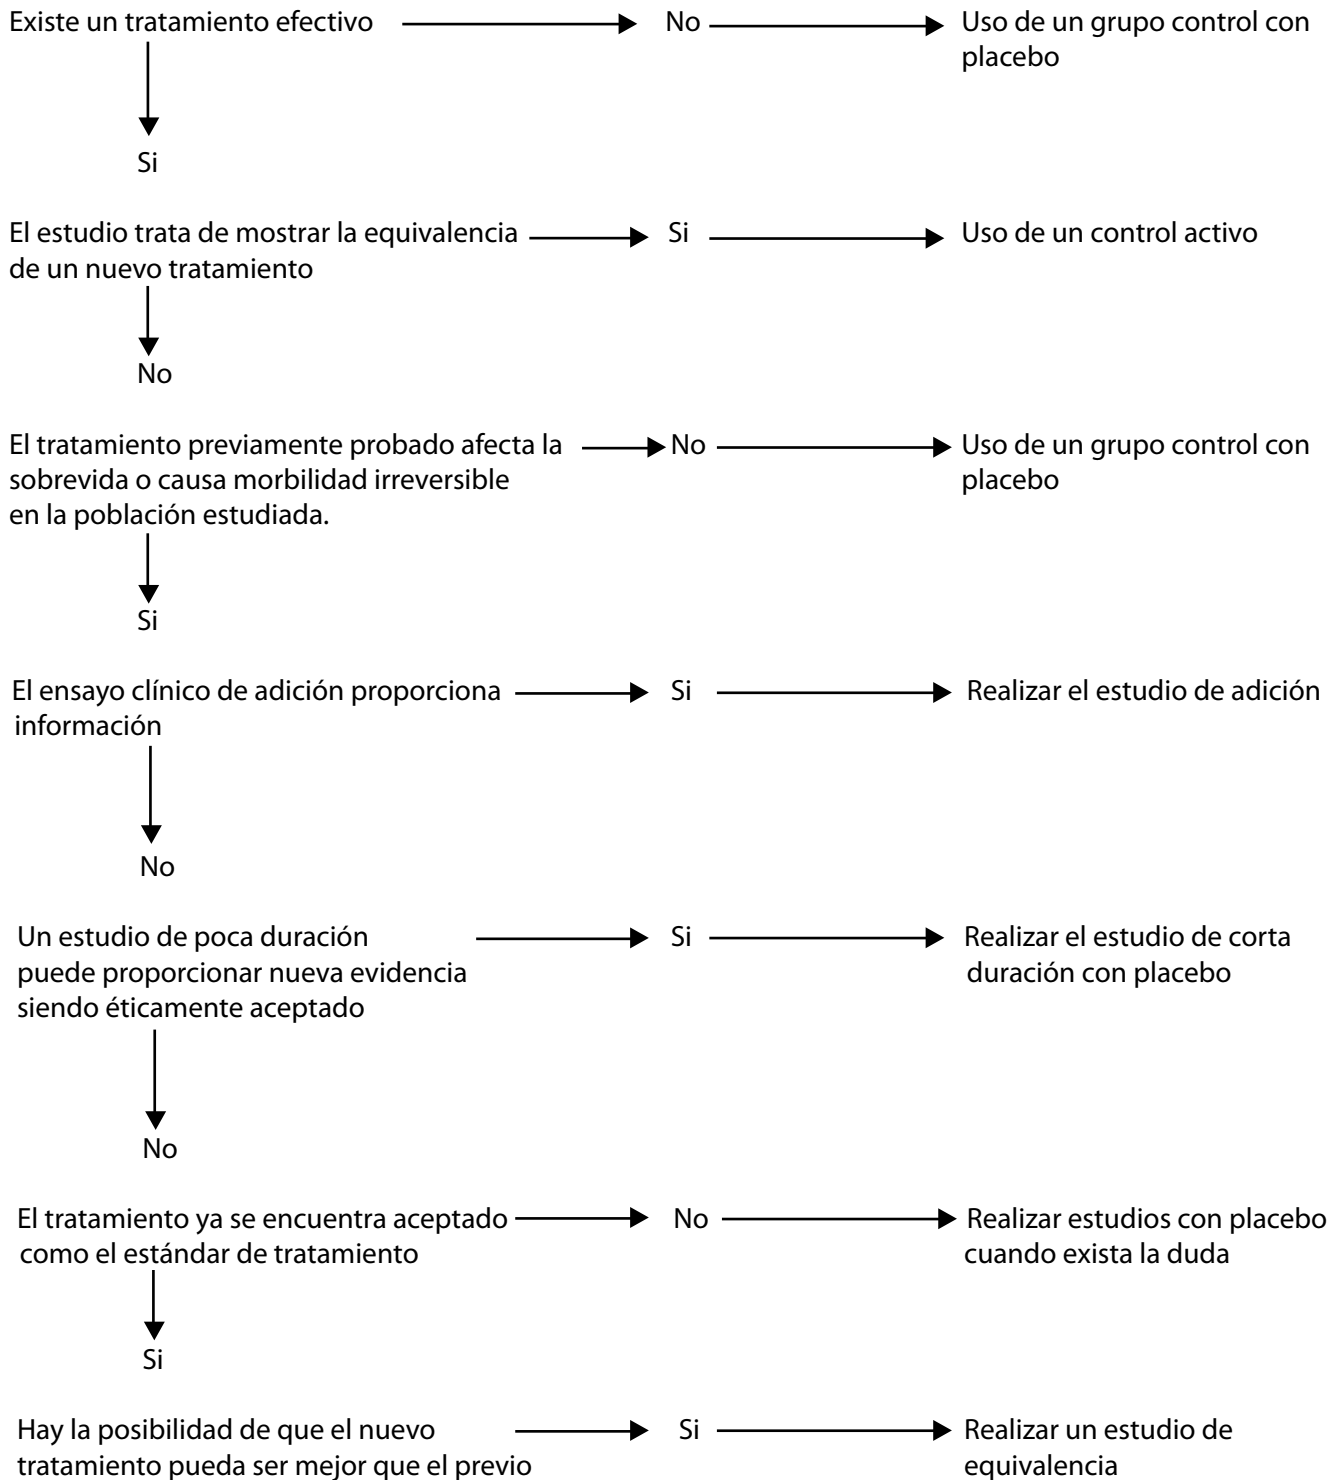 Existe un tratamiento efectivo
No
Uso de un grupo control con
placebo
Si
El estudio trata de mostrar la equivalencia
de un nuevo tratamiento
Si
Uso de un control activo
No
El tratamiento previamente probado afecta la
sobrevida o causa morbilidad irreversible
en la población estudiada.
No
Uso de un grupo control con
placebo
Si
El ensayo clínico de adición proporciona
información
Si
Realizar el estudio de adición
No
Un estudio de poca duración
puede proporcionar nueva evidencia
siendo éticamente aceptado
Si
Realizar el estudio de corta
duración con placebo
No
El tratamiento ya se encuentra aceptado
como el estándar de tratamiento
No
Realizar estudios con placebo
cuando exista la duda
Si
Hay la posibilidad de que el nuevo
tratamiento pueda ser mejor que el previo
Si
Realizar un estudio de
equivalencia